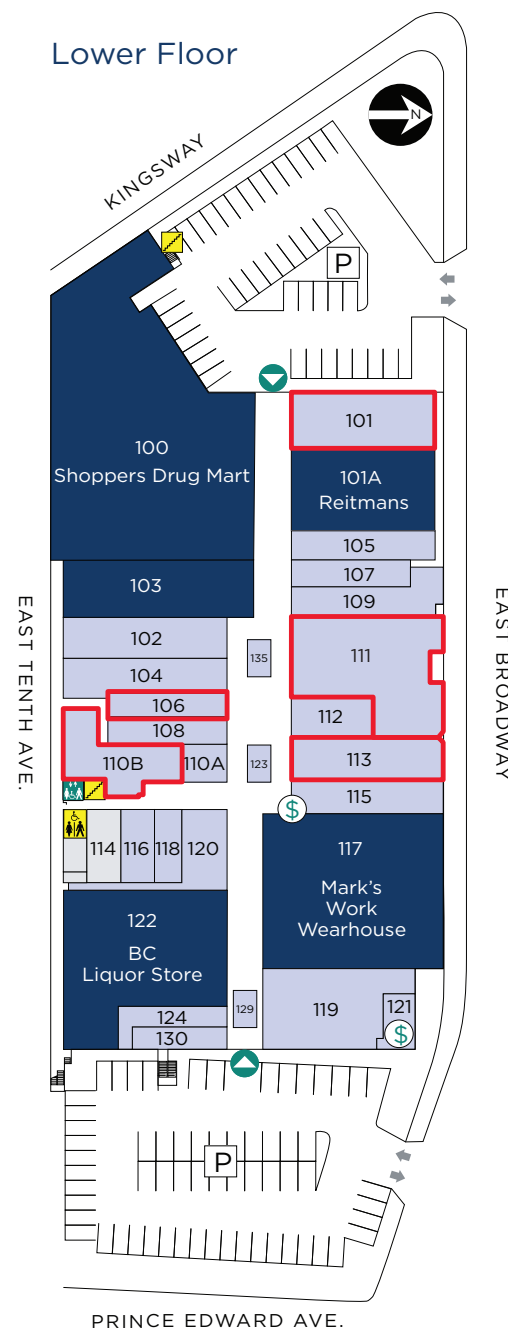 Lower Floor
N
KINGSWAY
P
101
100
Shoppers Drug Mart
101A
Reitmans
105
107
103
109
EAST TENTH AVE.
EAST BROADWAY
102
135
111
104
106
112
108
110B
110A
123
113
115
$
114
116
118
120
117
Mark's
Work
Wearhouse
122
BC
Liquor Store
124
129
119
121
130
$
P
PRINCE EDWARD AVE.